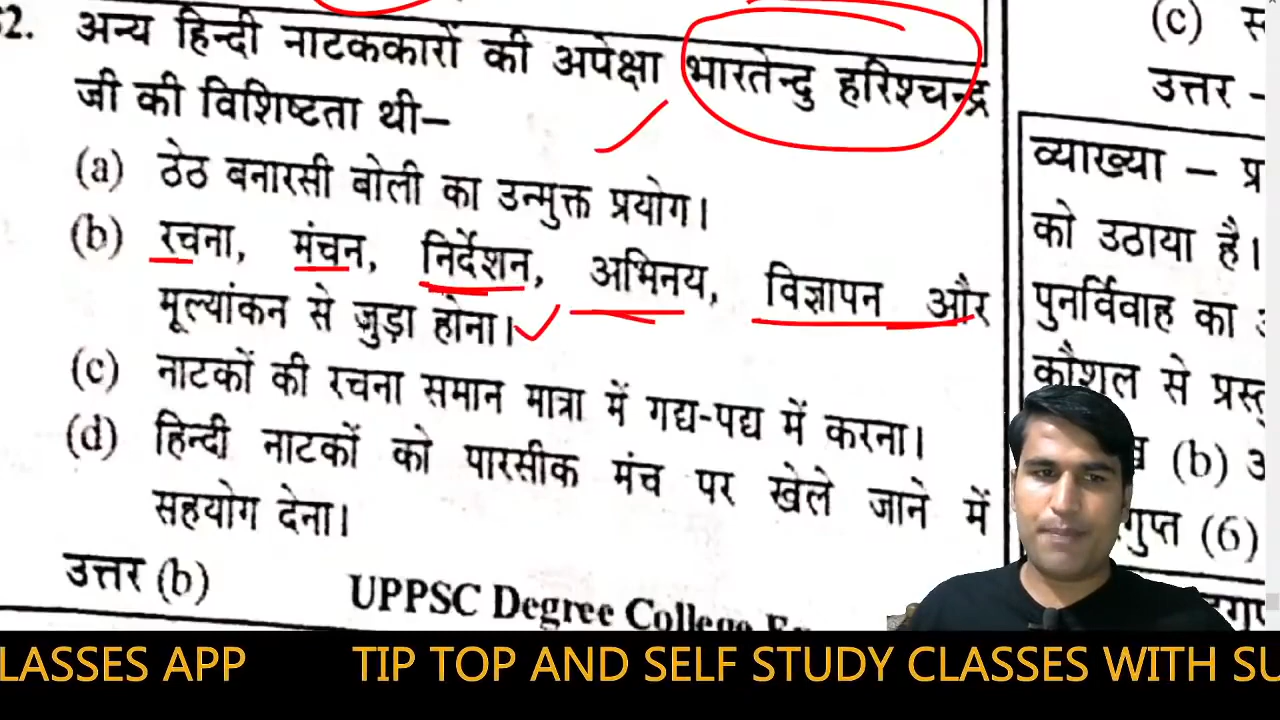 2. अन्य हिन्दी नाटककारों की अपेक्षा भारतेन्दु हरिश्चन्द्र
जी की विशिष्टता थी–
(a) ठेठ बनारसी बोली का उन्मुक्त प्रयोग।
(b) रचना, मंचन, निर्देशन, अभिनय, विज्ञापन और
मूल्यांकन से जुड़ा होना।
(c) नाटकों की रचना समान मात्रा में गद्य-पद्य में करना।
(d) हिन्दी नाटकों को पारसीक मंच पर खेले जाने में
सहयोग देना।
उत्तर (b)
UPPSC Degree College
(c)
उत्तर –
व्याख्या –
को उठाया है।
पुनर्विवाह का
कौशल से
(b)
गुप्त (6)
LASSES APP TIP TOP AND SELF STUDY CLASSES WITH SU